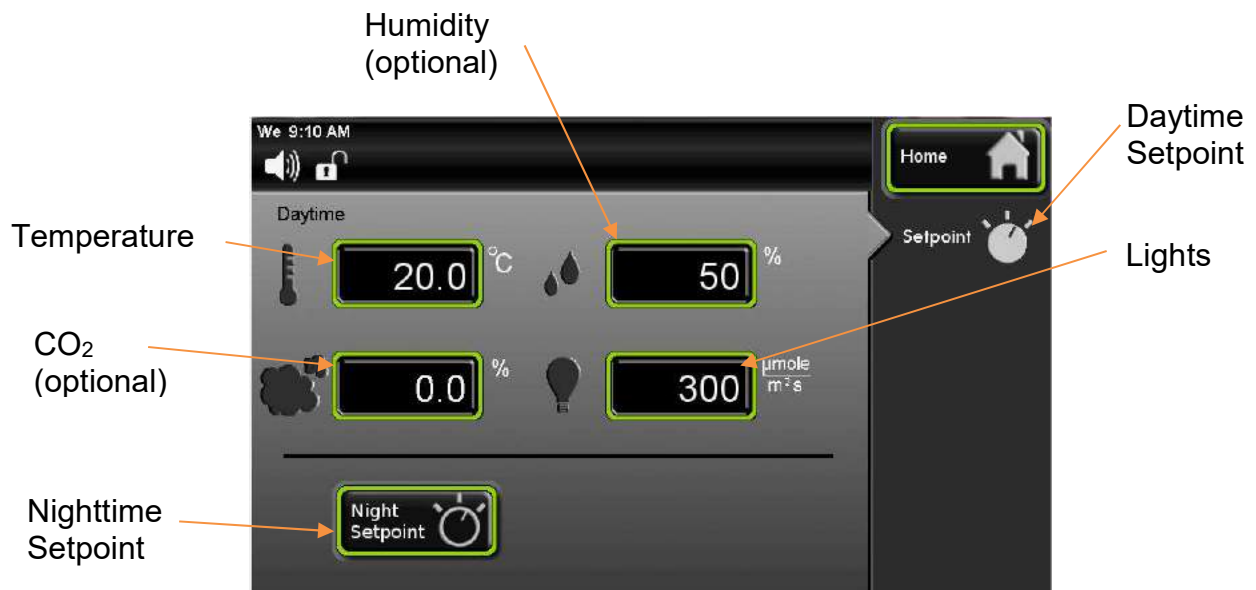 Humidity
(optional)
We 9:10 AM
Home
Daytime
Setpoint
Daytime
Setpoint
Temperature
20.0 °C
50 %
Lights
CO₂
(optional)
0.0 %
300 µmole
m²s
Night
Setpoint
Nighttime
Setpoint